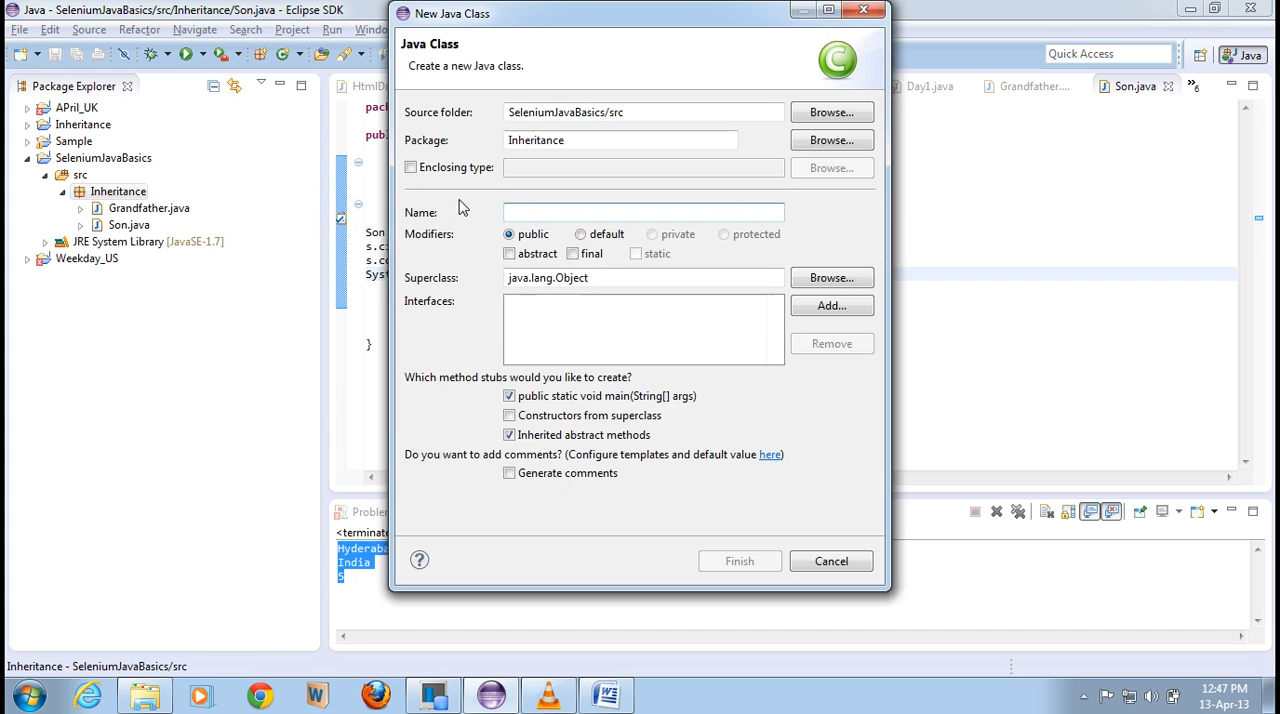 Java - SeleniumJavaBasics/src/Inheritance/Son.java - Eclipse SDK
New Java Class
File Edit Source Refactor Navigate Search Project Run
Java Class
Create a new Java class.
Quick Access
Java
Package Explorer
Day1.java
Grandfather....
Son.java
6
APril_UK
Inheritance
Sample
SeleniumJavaBasics
src
Inheritance
Grandfather.java
Son.java
JRE System Library [JavaSE-1.7]
Weekday_US
Son
}
Source folder: SeleniumJavaBasics/src Browse...
Package: Inheritance Browse...
Enclosing type: Browse...
Name:
Modifiers: public default private protected
abstract final static
Superclass: java.lang.Object Browse...
Interfaces: Add...
Remove
Which method stubs would you like to create?
public static void main(String[] args)
Constructors from superclass
Inherited abstract methods
Do you want to add comments? (Configure templates and default value here)
Generate comments
Finish Cancel
India
5
Inheritance - SeleniumJavaBasics/src
12:47 PM
13-Apr-13